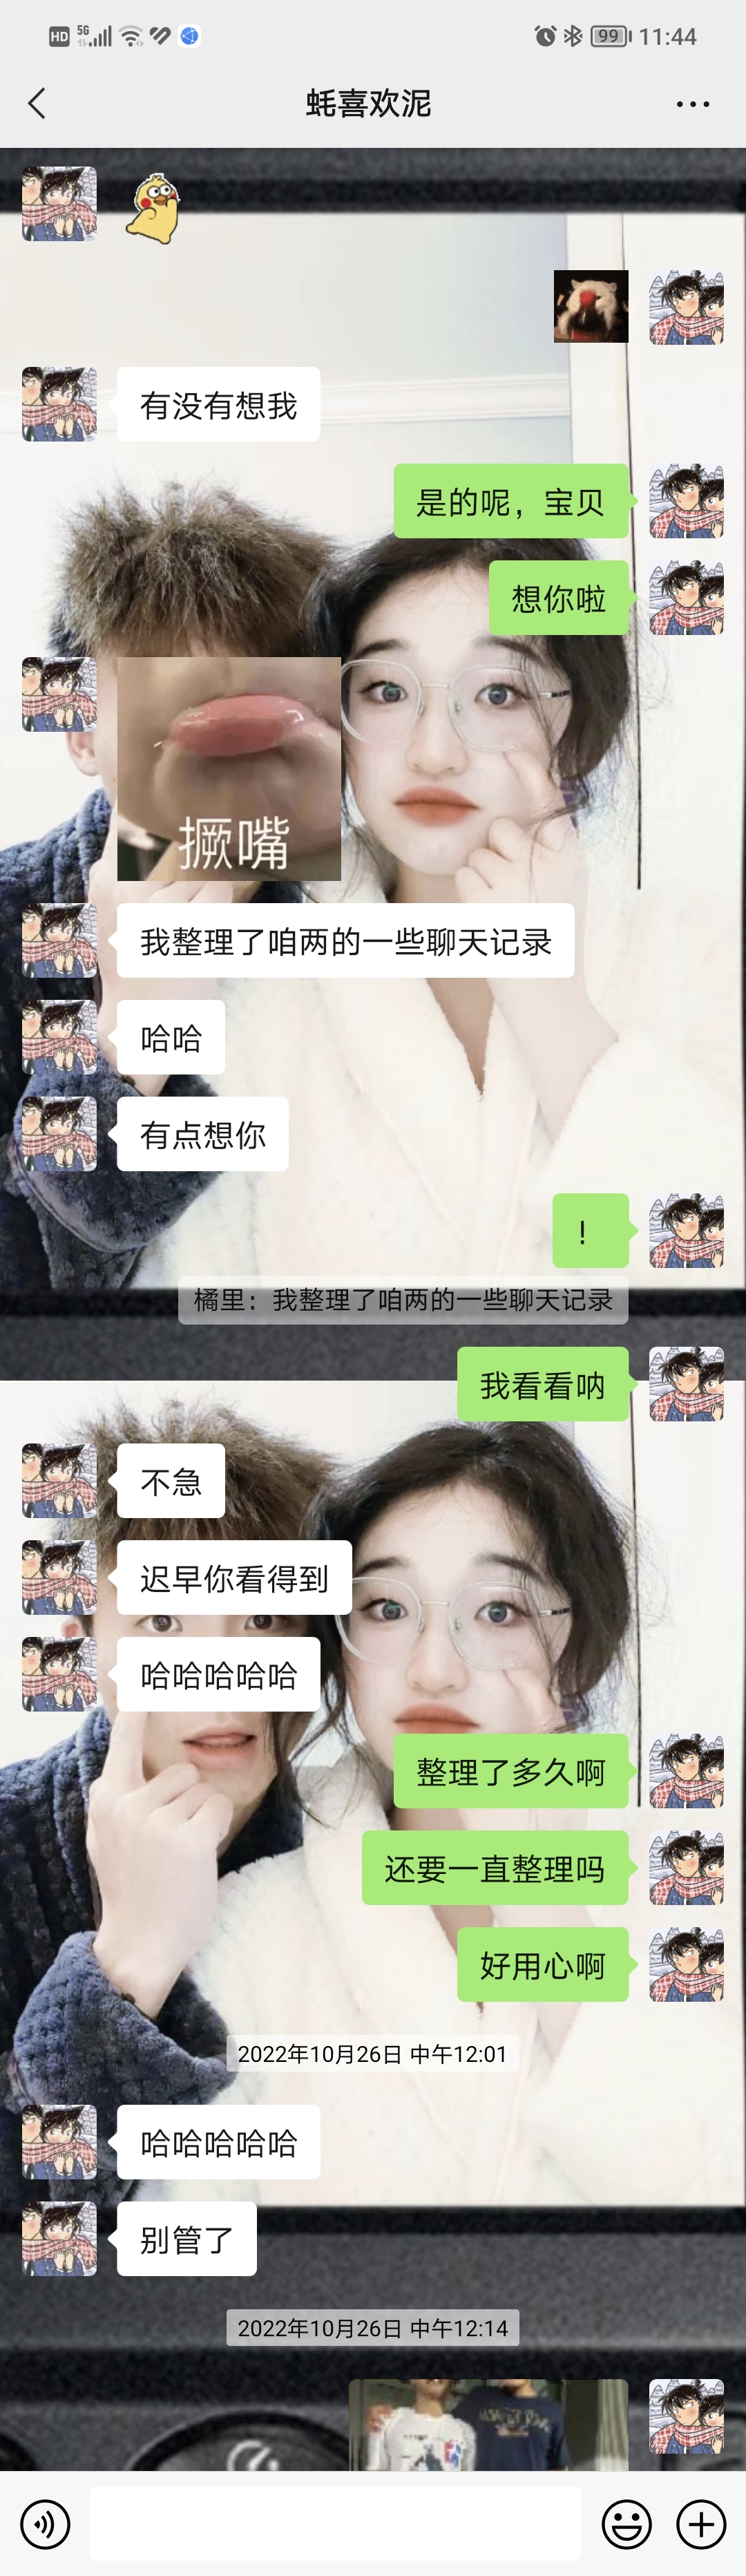 HD 5G 99 11:44
蚝喜欢泥
有没有想我
是的呢，宝贝
想你啦
撅嘴
我整理了咱两的一些聊天记录
哈哈
有点想你
！
橘里：我整理了咱两的一些聊天记录
我看看呐
不急
迟早你看得到
哈哈哈哈哈
整理了多久啊
还要一直整理吗
好用心啊
2022年10月26日 中午12:01
哈哈哈哈哈
别管了
2022年10月26日 中午12:14